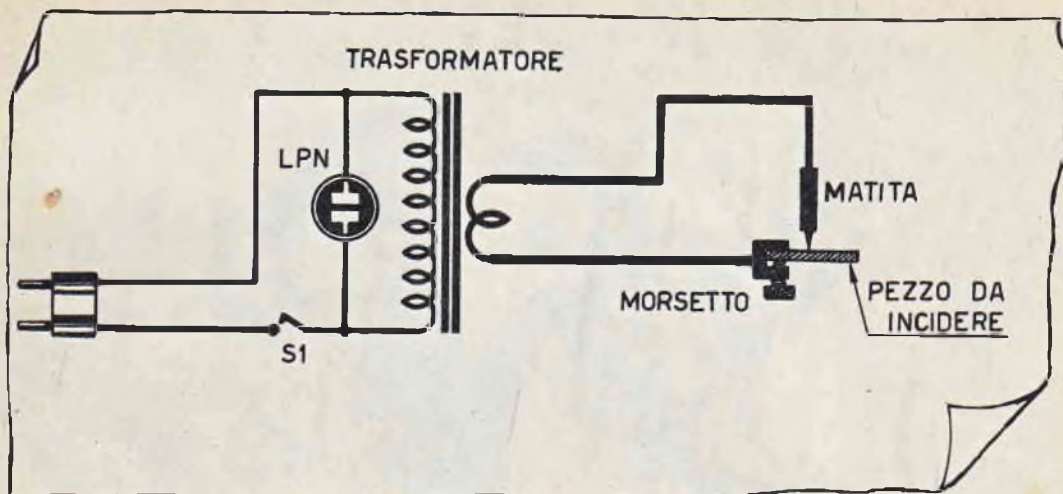 TRASFORMATORE
LPN
MATITA
MORSETTO
PEZZO DA
INCIDERE
S1